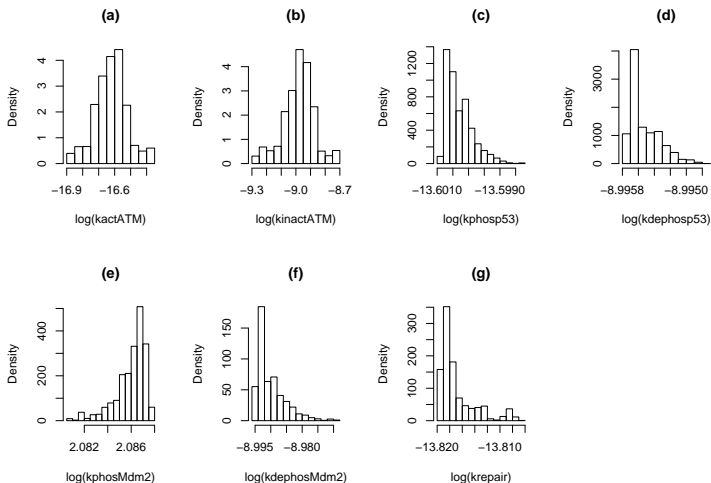 (a)
Density
0 1 2 3 4
−16.9 −16.6
log(kactATM)
(b)
Density
0 1 2 3 4
−9.3 −9.0 −8.7
log(kinactATM)
(c)
Density
0 400 800 1200
−13.6010 −13.5990
log(kphosp53)
(d)
Density
0 1000 3000
−8.9958 −8.9950
log(kdephosp53)
(e)
Density
0 200 400
2.082 2.086
log(kphosMdm2)
(f)
Density
0 50 100 150
−8.995 −8.980
log(kdephosMdm2)
(g)
Density
0 50 150 200 300
−13.820 −13.810
log(krepair)